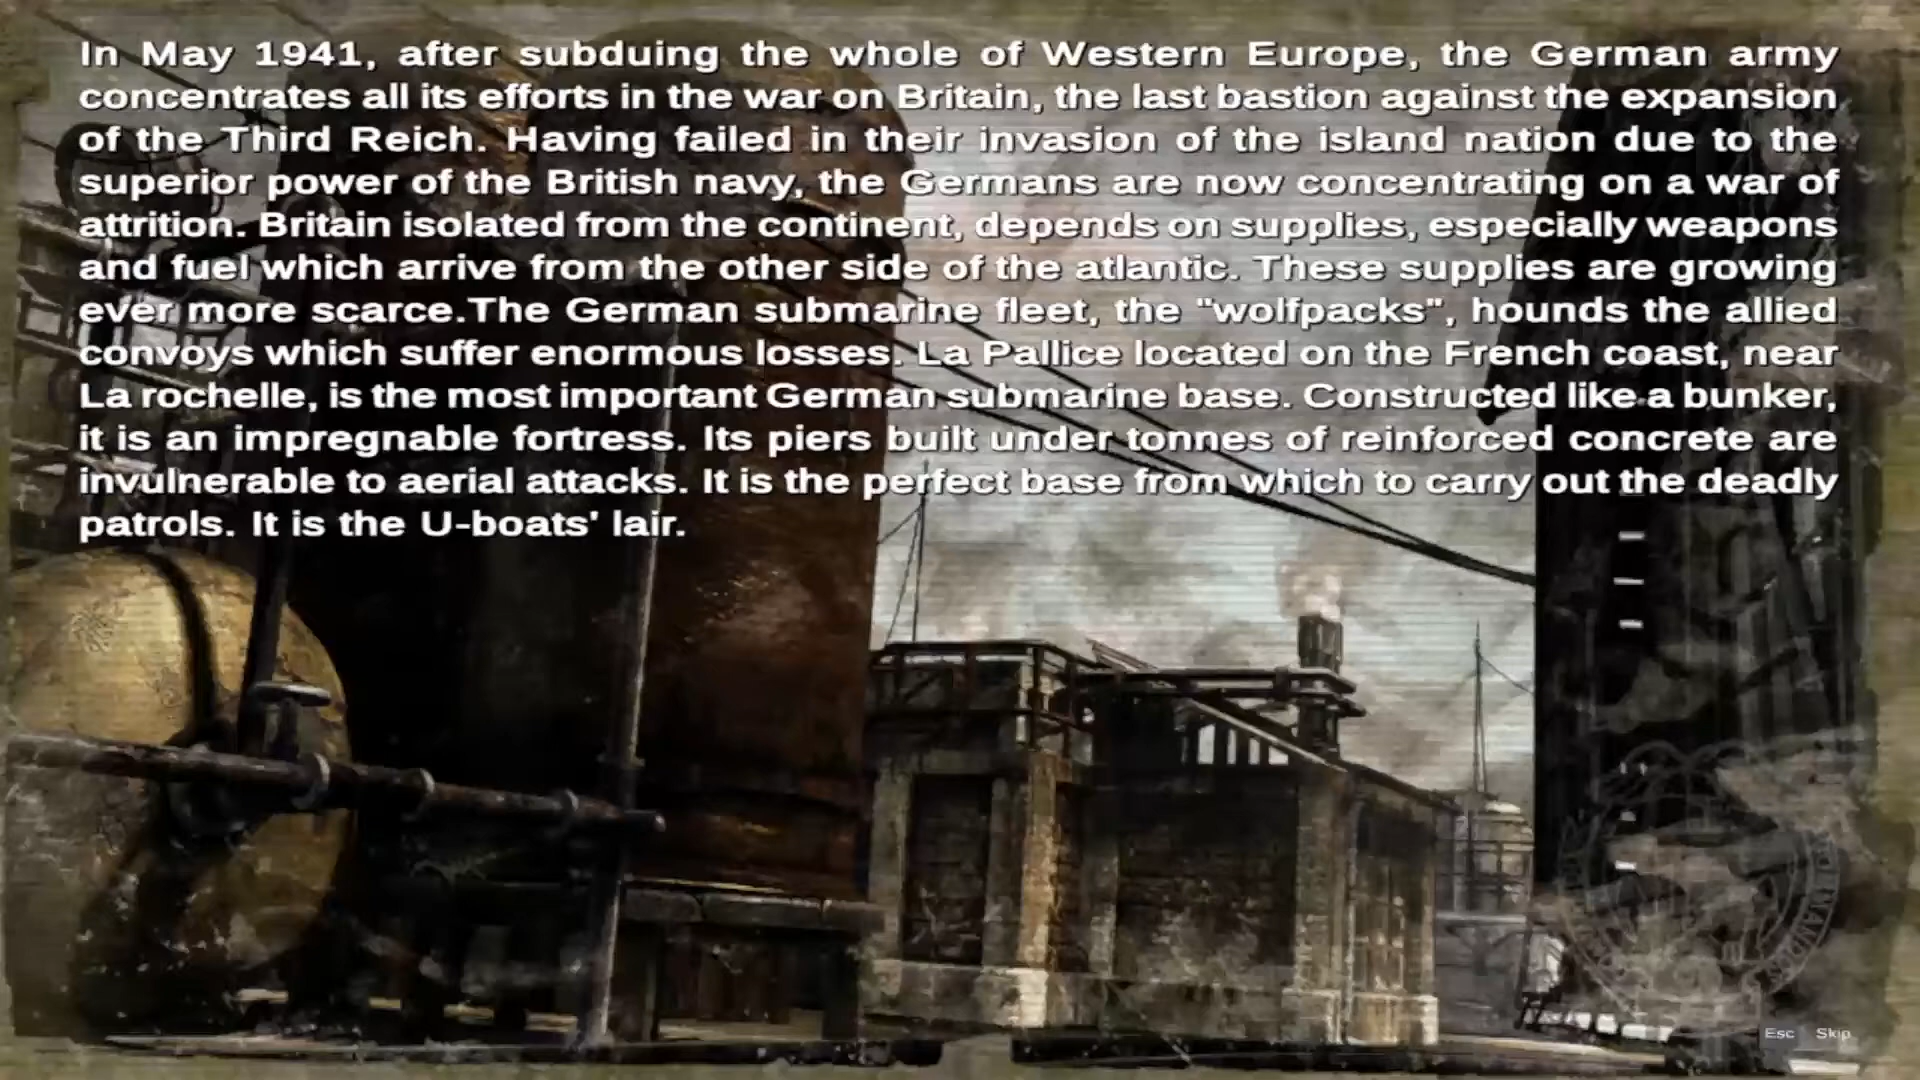 In May 1941, after subduing the whole of Western Europe, the German army
concentrates all its efforts in the war on Britain, the last bastion against the expansion
of the Third Reich. Having failed in their invasion of the island nation due to the
superior power of the British navy, the Germans are now concentrating on a war of
attrition. Britain isolated from the continent, depends on supplies, especially weapons
and fuel which arrive from the other side of the atlantic. These supplies are growing
ever more scarce.The German submarine fleet, the "wolfpacks", hounds the allied
convoys which suffer enormous losses. La Pallice located on the French coast, near
La rochelle, is the most important German submarine base. Constructed like a bunker,
it is an impregnable fortress. Its piers built under tonnes of reinforced concrete are
invulnerable to aerial attacks. It is the perfect base from which to carry out the deadly
patrols. It is the U-boats' lair.
Esc Skip